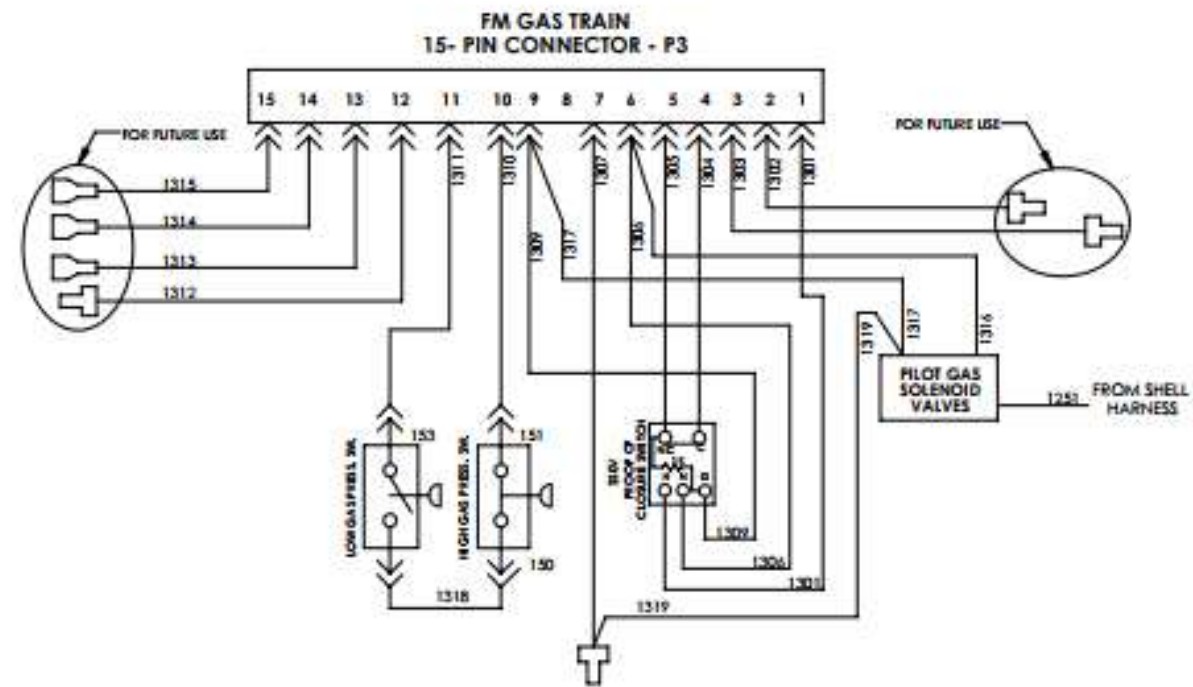 FM GAS TRAIN
15- PIN CONNECTOR - P3
15 14 13 12 11 10 9 8 7 6 5 4 3 2 1
FOR FUTURE USE
FOR FUTURE USE
1315
1314
1313
1312
1311
1310
1309
1317
1307
1306
1305
1304
1303
1302
1301
1319
1317
1316
PILOT GAS
SOLENOID
VALVES
1251
FROM SHELL
HARNESS
153
LOW GAS PRESS. SW.
151
HIGH GAS PRESS. SW.
150
1318
PROOF OF
CLOSURE SWITCH
1309
1306
1301
1319